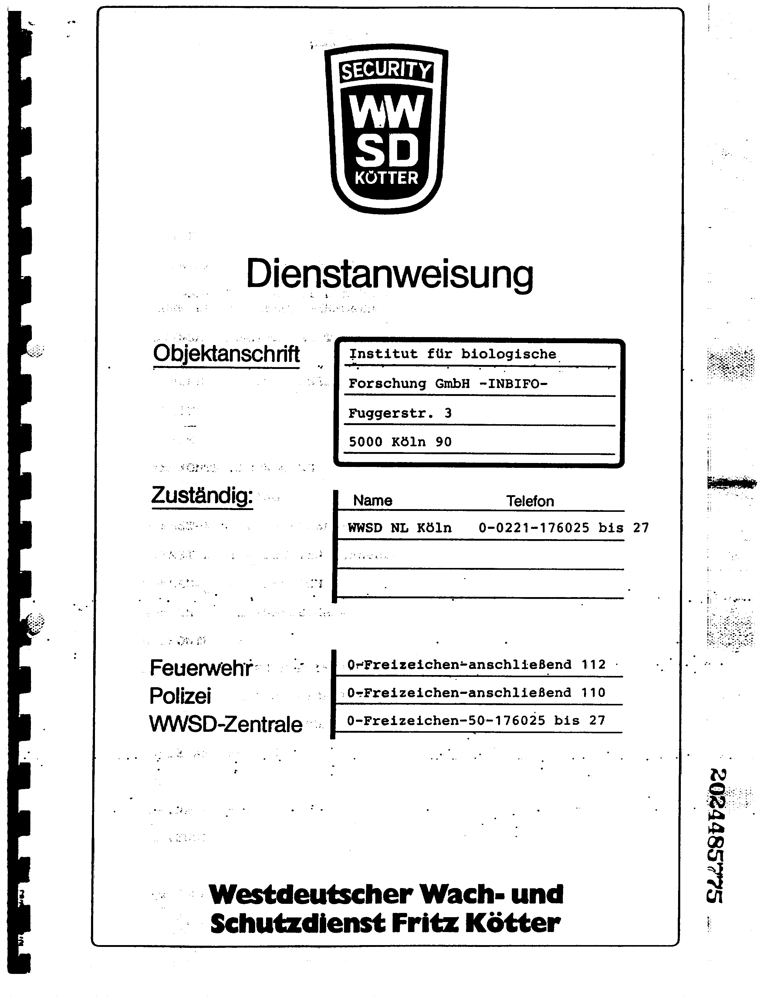 SECURITY
WW
SD
KÖTTER
Dienstanweisung
Objektanschrift
Institut für biologische
Forschung GmbH -INBIFO-
Fuggerstr. 3
5000 Köln 90
Zuständig:
Name Telefon
WWSD NL Köln 0-0221-176025 bis 27
Feuerwehr 0-Freizeichen-anschließend 112
Polizei 0-Freizeichen-anschließend 110
WWSD-Zentrale 0-Freizeichen-50-176025 bis 27
Westdeutscher Wach- und
Schutzdienst Fritz Kötter
2024485775